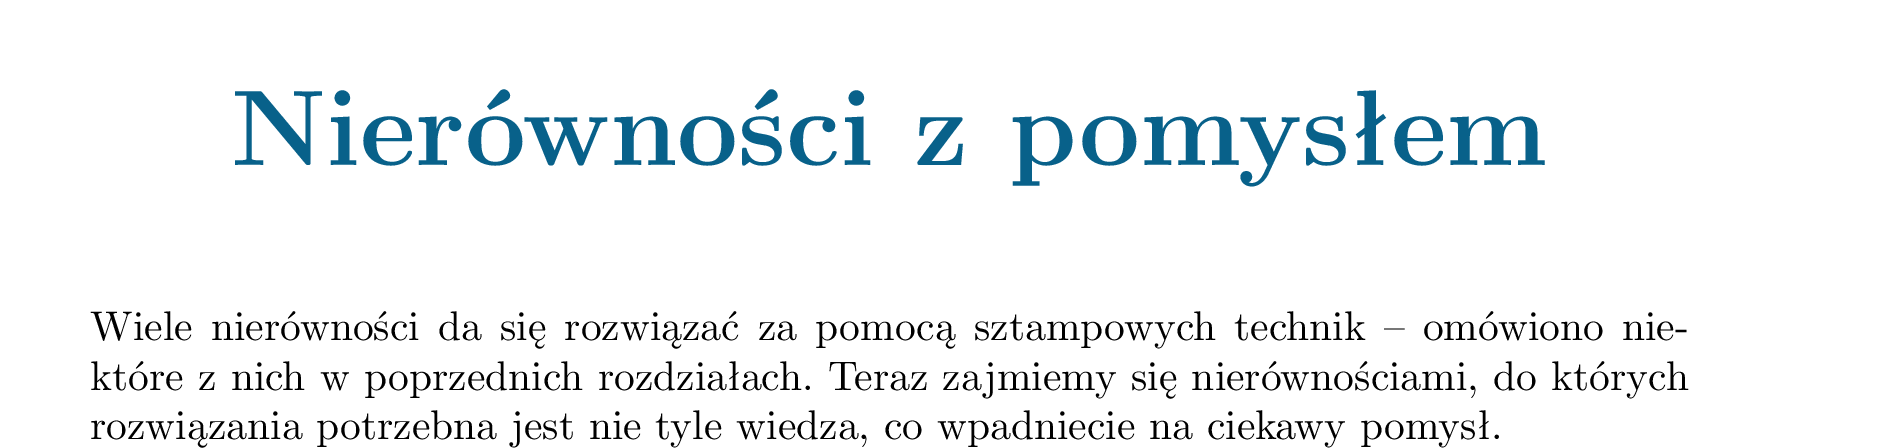 Nierówności z pomysłem
Wiele nierówności da się rozwiązać za pomocą sztampowych technik – omówiono nie-
które z nich w poprzednich rozdziałach. Teraz zajmiemy się nierównościami, do których
rozwiązania potrzebna jest nie tyle wiedza, co wpadniecie na ciekawy pomysł.